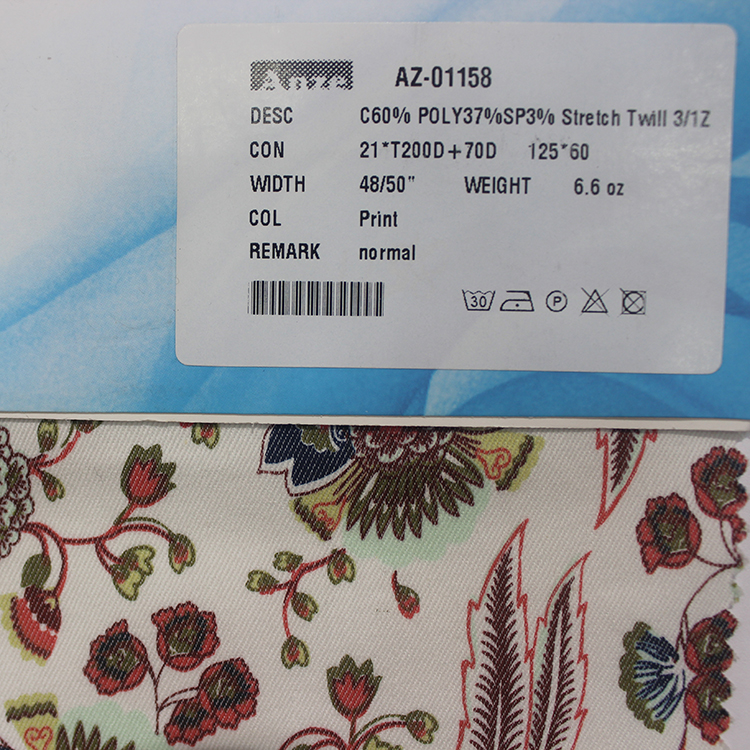 Anze AZ-01158
DESC C60% POLY37%SP3% Stretch Twill 3/1Z
CON 21*T200D+70D 125*60
WIDTH 48/50" WEIGHT 6.6 oz
COL Print
REMARK normal
30 P